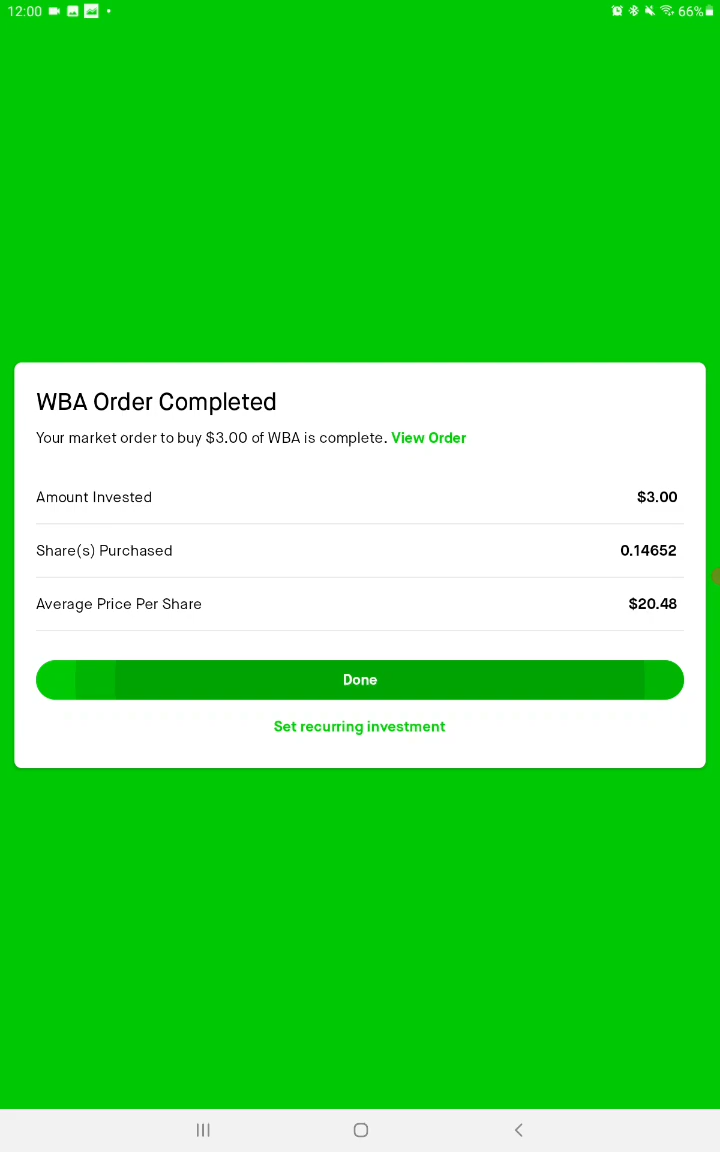 12:00 66%
WBA Order Completed
Your market order to buy $3.00 of WBA is complete. View Order
Amount Invested $3.00
Share(s) Purchased 0.14652
Average Price Per Share $20.48
Done
Set recurring investment